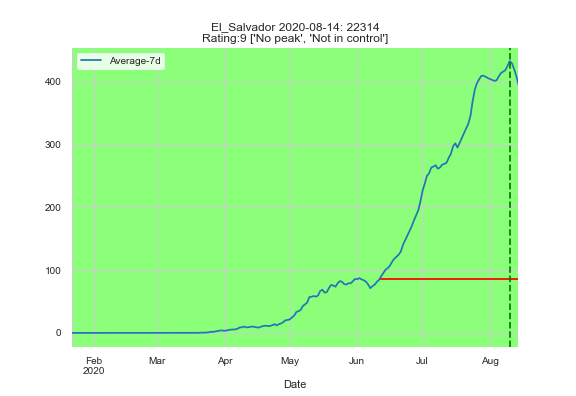 El_Salvador 2020-08-14: 22314
Rating:9 ['No peak', 'Not in control']
Average-7d
400
300
200
100
0
Feb Mar Apr May Jun Jul Aug
2020
Date